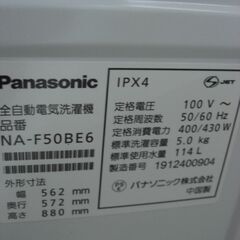 Panasonic
全自動電気洗濯機
品番
NA-F50BE6
外形寸法
幅 562 mm
奥行 572 mm
高さ 880 mm
IPX4
JET
定格電圧 100 V～
定格周波数 50/60 Hz
定格消費電力 400/430 W
標準洗濯容量 5.0 kg
標準使用水量 114 L
製造番号 1912400904
パナソニック株式会社
中国製